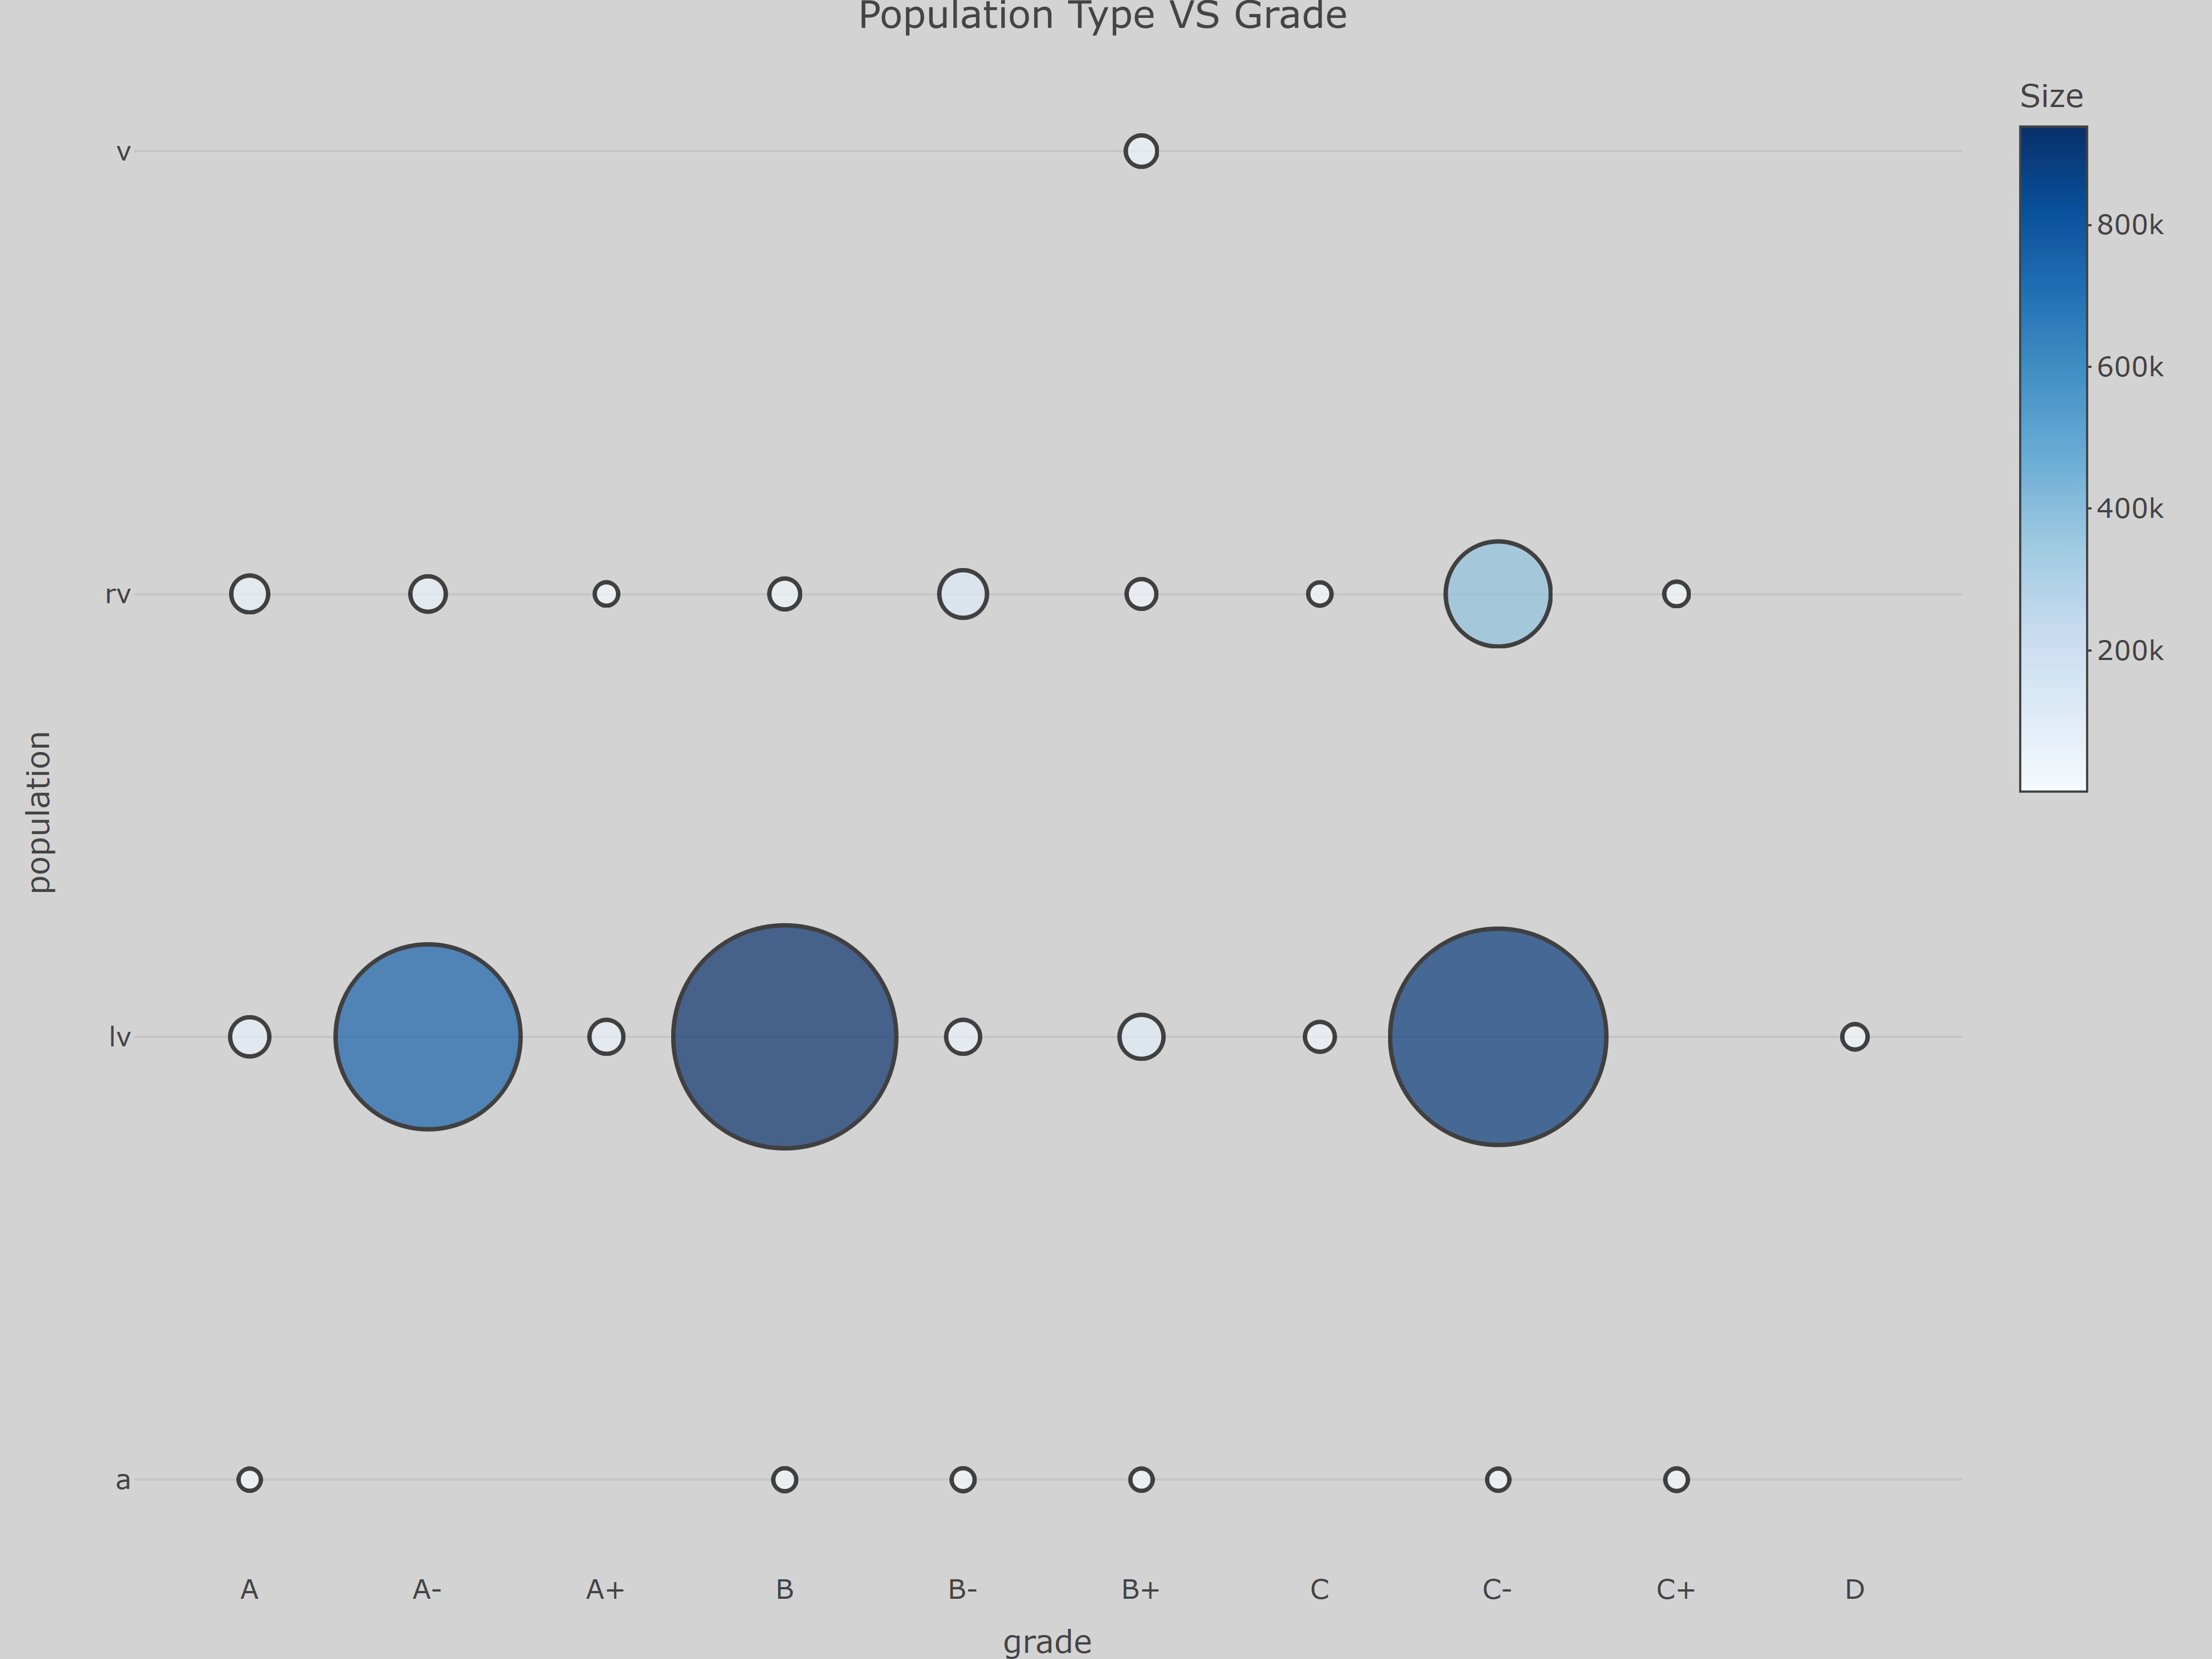 Population Type VS Grade
Size
800k
600k
400k
200k
v
rv
lv
a
population
A A- A+ B B- B+ C C- C+ D
grade